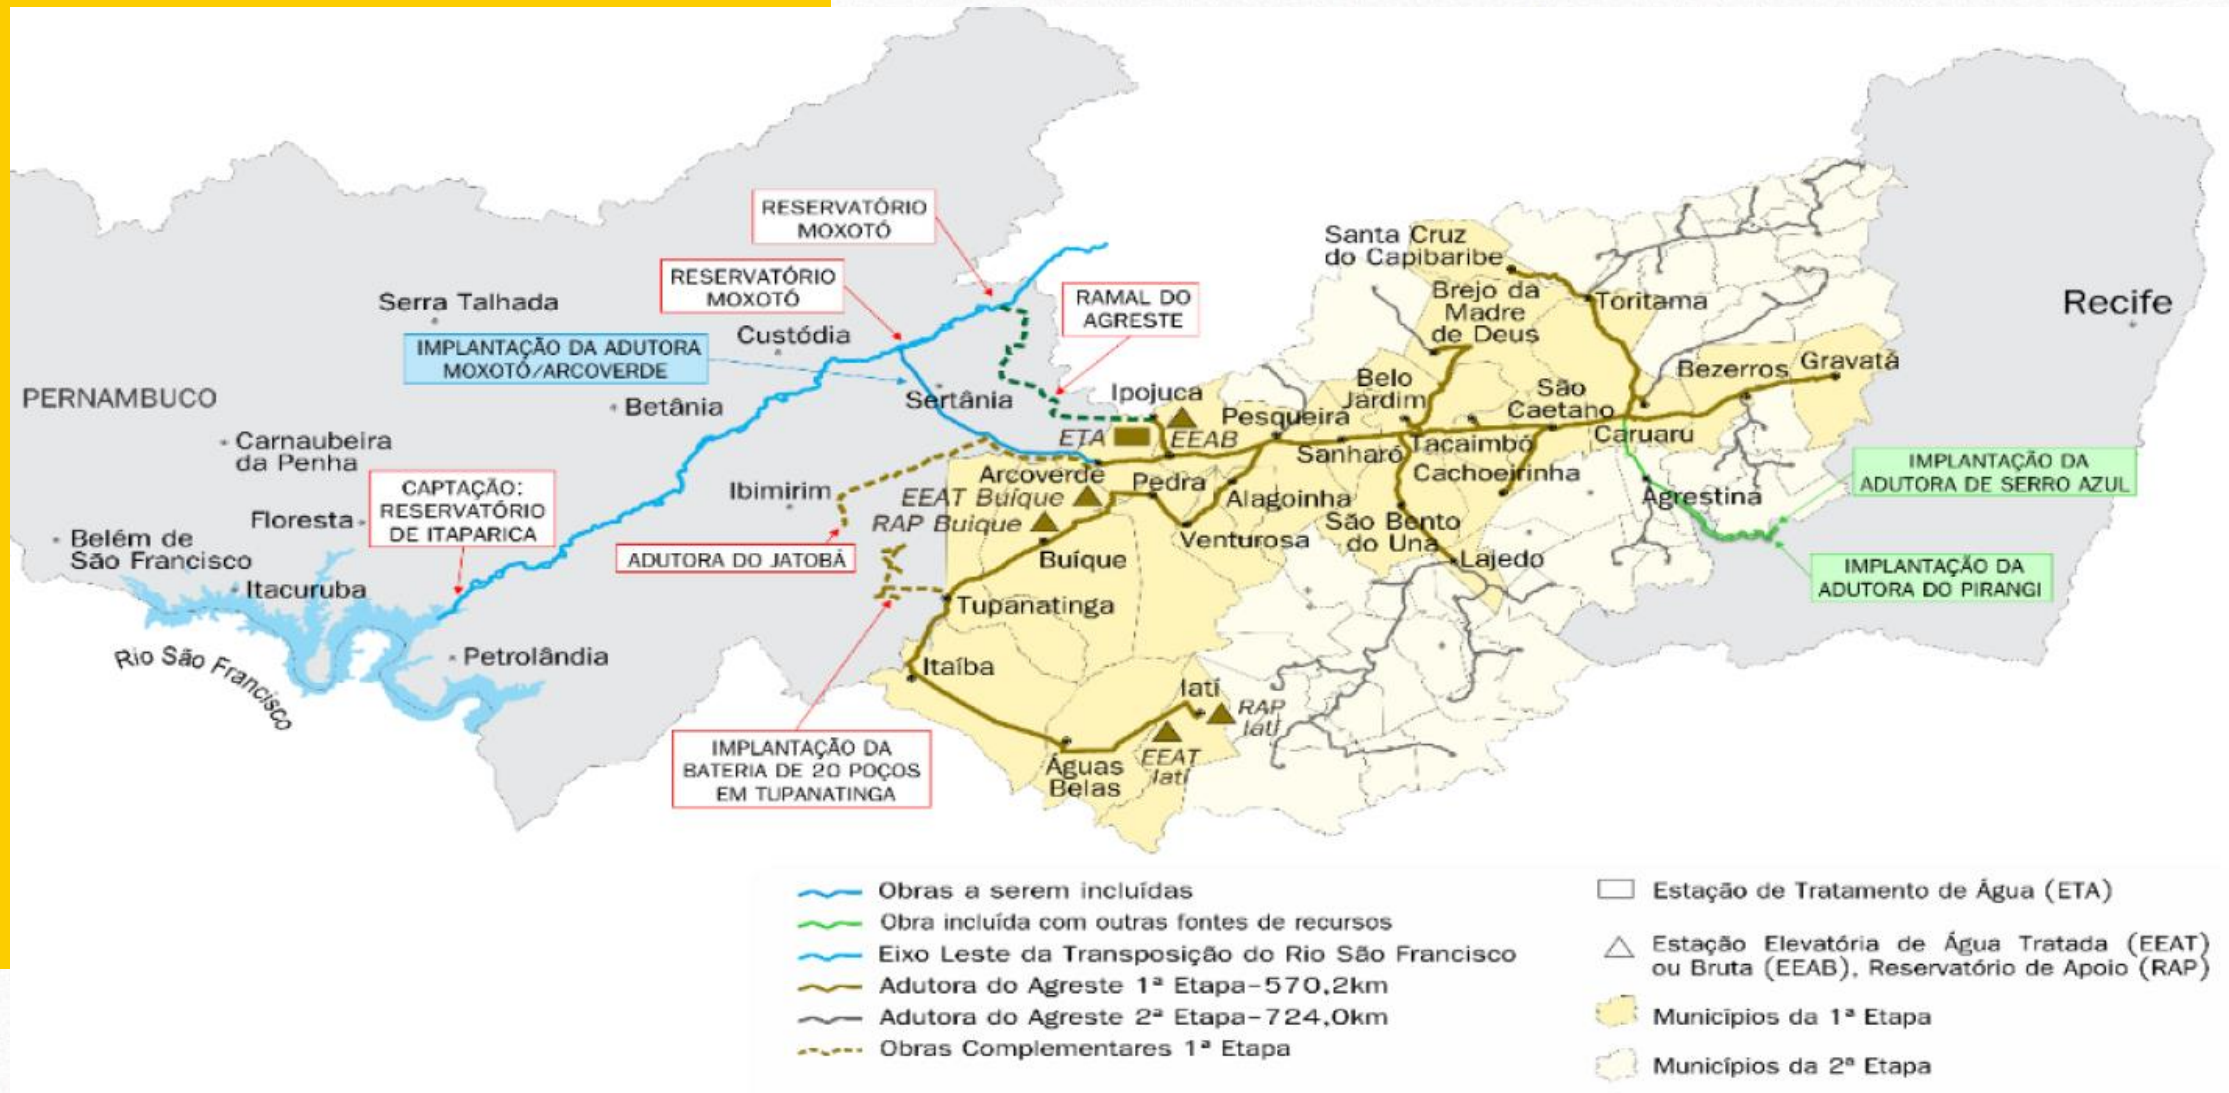 RESERVATÓRIO
MOXOTÓ
RESERVATÓRIO
MOXOTÓ
RAMAL DO
AGRESTE
Santa Cruz
do Capibaribe
Serra Talhada
Custódia
IMPLANTAÇÃO DA ADUTORA
MOXOTÓ/ARCOVERDE
Brejo da
Madre
de Deus
Toritama
Recife
PERNAMBUCO
Betânia
Sertânia
Ipojuca
Belo
Jardim
São
Caetano
Bezerros
Gravatá
Carnaubeira
da Penha
ETA
EEAB
Pesqueira
Sanharó
Tacaimbó
Caruaru
Cachoeirinha
CAPTAÇÃO:
RESERVATÓRIO
DE ITAPARICA
Ibimirim
Arcoverde
EEAT Buíque
RAP Buíque
Pedra
Alagoinha
Agrestina
IMPLANTAÇÃO DA
ADUTORA DE SERRO AZUL
Floresta
Belém de
São Francisco
Itacuruba
ADUTORA DO JATOBÁ
Buíque
Venturosa
São Bento
do Una
Lajedo
IMPLANTAÇÃO DA
ADUTORA DO PIRANGI
Tupanatinga
Rio São Francisco
Petrolândia
Itaíba
Iati
RAP
Iati
IMPLANTAÇÃO DA
BATERIA DE 20 POÇOS
EM TUPANATINGA
Águas
Belas
EEAT
Iati
Obras a serem incluídas
Obra incluída com outras fontes de recursos
Eixo Leste da Transposição do Rio São Francisco
Adutora do Agreste 1ª Etapa-570,2km
Adutora do Agreste 2ª Etapa-724,0km
Obras Complementares 1ª Etapa
Estação de Tratamento de Água (ETA)
Estação Elevatória de Água Tratada (EEAT)
ou Bruta (EEAB), Reservatório de Apoio (RAP)
Municípios da 1ª Etapa
Municípios da 2ª Etapa